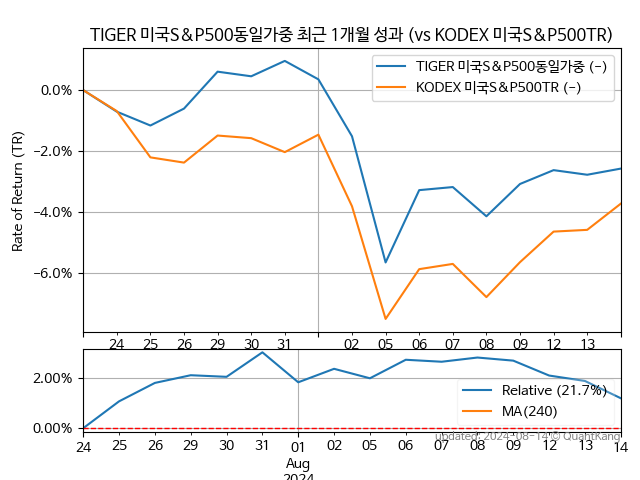 TIGER 미국S&P500동일가중 최근 1개월 성과 (vs KODEX 미국S&P500TR)
TIGER 미국S&P500동일가중 (-)
KODEX 미국S&P500TR (-)
Rate of Return (TR)
0.0%
-2.0%
-4.0%
-6.0%
24 25 26 29 30 31 02 05 06 07 08 09 12 13
2.00%
0.00%
Relative (21.7%)
MA(240)
updated: 2024-08-14 © QuantKang
24 25 26 29 30 31 01 02 05 06 07 08 09 12 13 14
Aug
2024